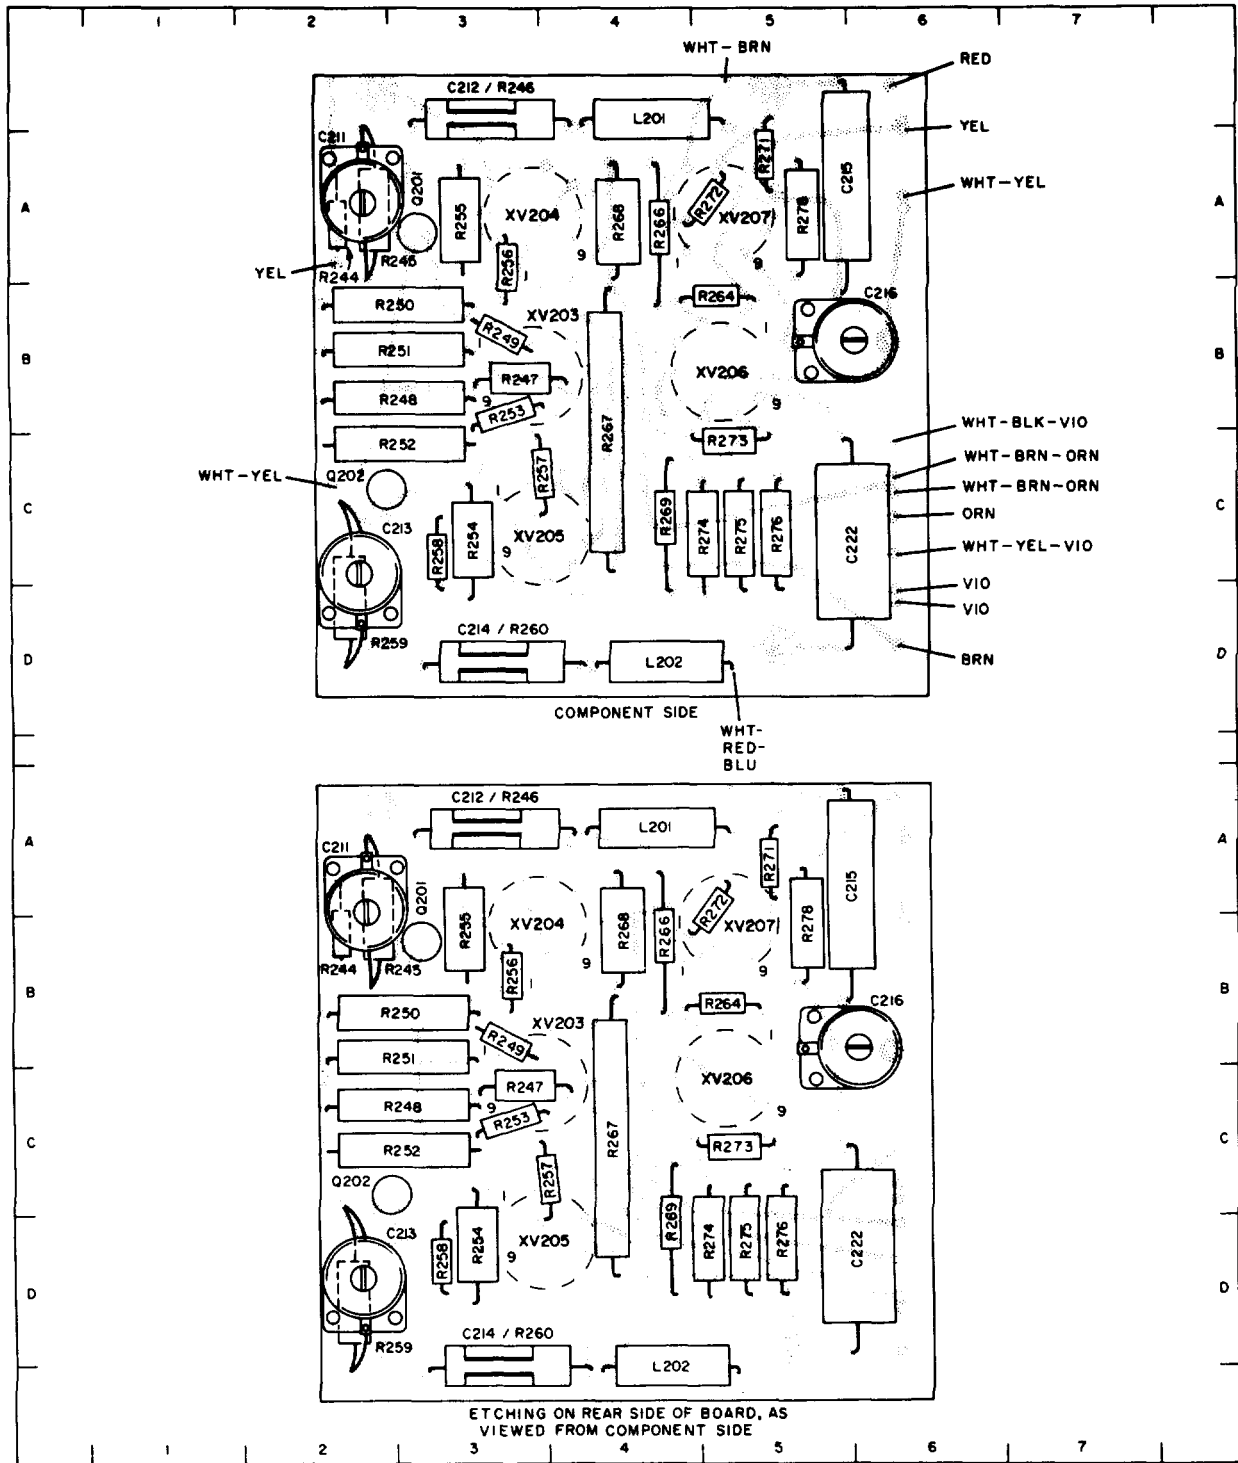 2 3 4 5 6 7
WHT-BRN
RED
C212 / R246
L201
YEL
C211
R271
C215
WHT-YEL
Q201
R272
A
R255
XV204
R268
R266
XV207
R278
A
R256
9
9
YEL
R244
R245
R250
R264
C216
XV203
R249
B
R251
XV206
B
R247
R248
9
R253
R267
9
R252
R273
WHT-BLK-VIO
WHT-BRN-ORN
WHT-YEL
Q202
R257
WHT-BRN-ORN
C
R269
R274
R275
R276
C222
C
ORN
C213
R258
R254
9
XV205
WHT-YEL-VIO
VIO
VIO
R259
C214 / R260
D
L202
BRN
D
COMPONENT SIDE
WHT-
RED-
BLU
C212 / R246
L201
A
C211
R271
C215
A
Q201
R272
R255
XV204
R268
R266
XV207
R278
R244
R245
R256
9
9
B
R250
R264
C216
B
XV203
R249
R251
XV206
R247
R248
9
R253
R267
9
C
R252
R273
C
Q202
R257
R269
R274
R275
R276
C222
C213
R258
R254
9
XV205
D
D
R259
C214 / R260
L202
ETCHING ON REAR SIDE OF BOARD, AS
VIEWED FROM COMPONENT SIDE
1 2 3 4 5 6 7